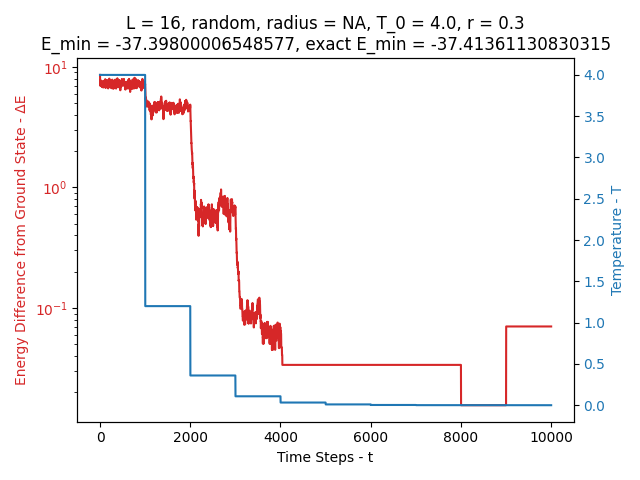 L = 16, random, radius = NA, T_0 = 4.0, r = 0.3
E_min = -37.39800006548577, exact E_min = -37.41361130830315
10¹
10⁰
10⁻¹
Energy Difference from Ground State - ΔE
4.0
3.5
3.0
2.5
2.0
1.5
1.0
0.5
0.0
Temperature - T
0 2000 4000 6000 8000 10000
Time Steps - t